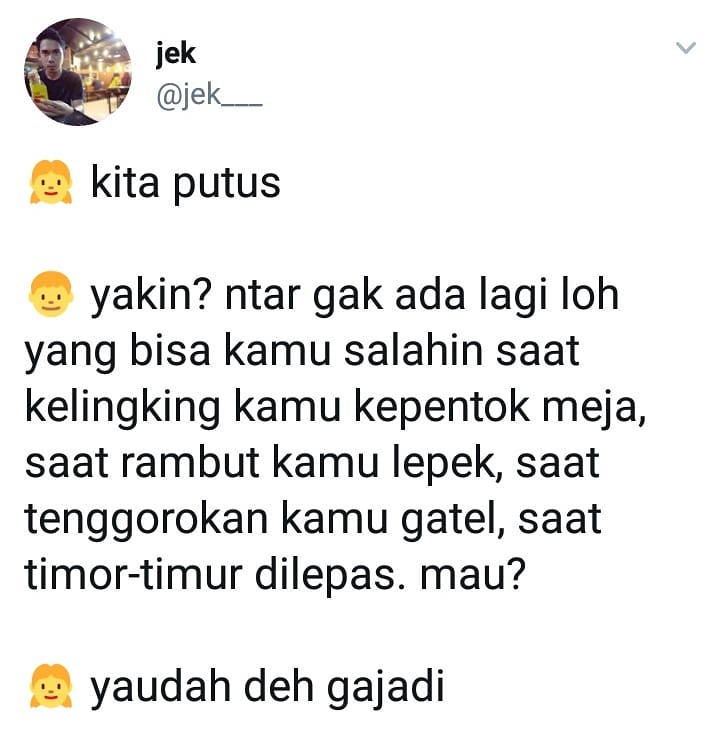 jek
@jek___
👧 kita putus
👦 yakin? ntar gak ada lagi loh
yang bisa kamu salahin saat
kelingking kamu kepentok meja,
saat rambut kamu lepek, saat
tenggorokan kamu gatel, saat
timor-timur dilepas. mau?
👧 yaudah deh gajadi